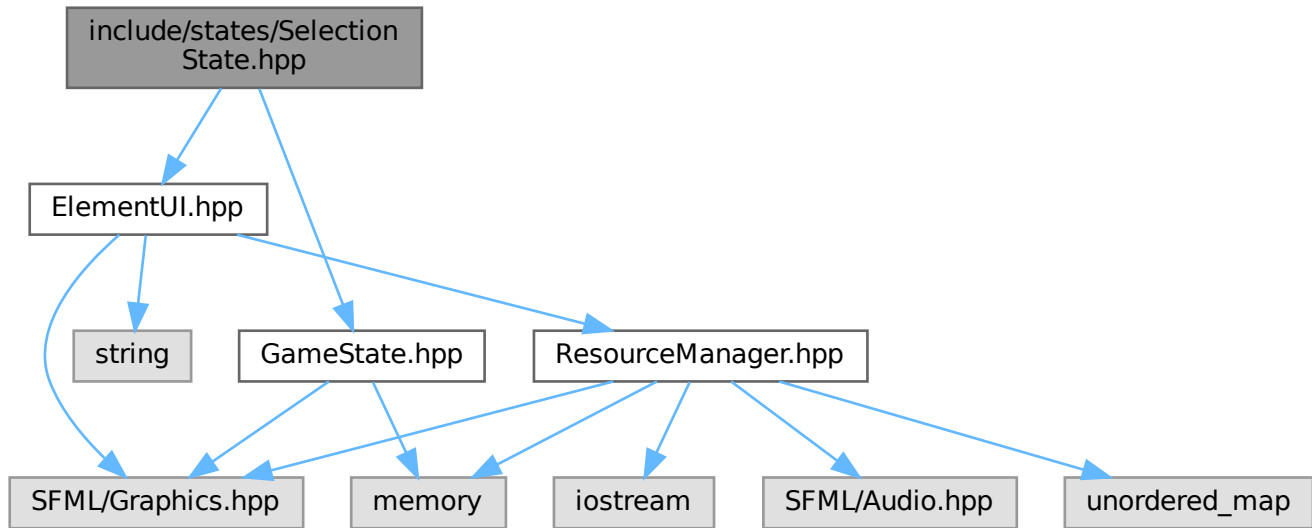 include/states/Selection
State.hpp
ElementUI.hpp
string
GameState.hpp
ResourceManager.hpp
SFML/Graphics.hpp
memory
iostream
SFML/Audio.hpp
unordered_map